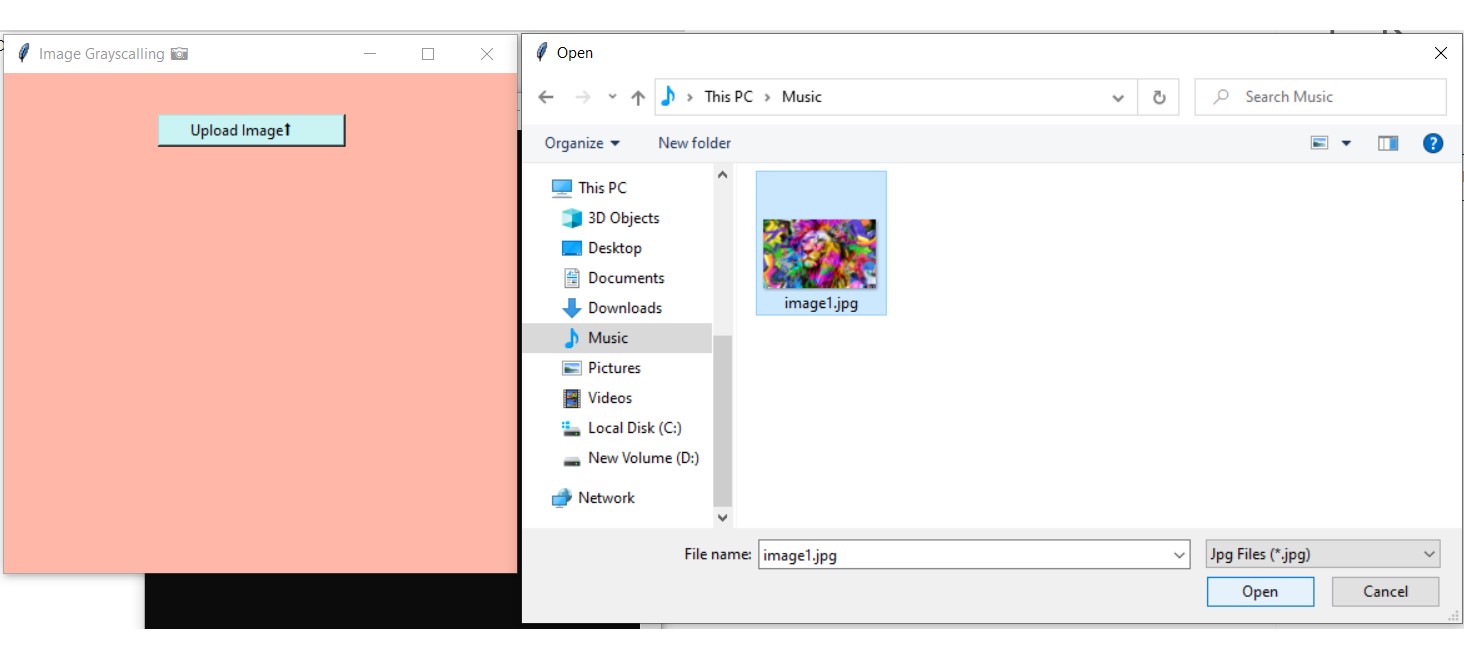 Image Grayscalling 📷
Upload Image⬆
Open
This PC > Music
Search Music
Organize
New folder
?
This PC
3D Objects
Desktop
Documents
Downloads
Music
Pictures
Videos
Local Disk (C:)
New Volume (D:)
Network
image1.jpg
File name: image1.jpg
Jpg Files (*.jpg)
Open
Cancel